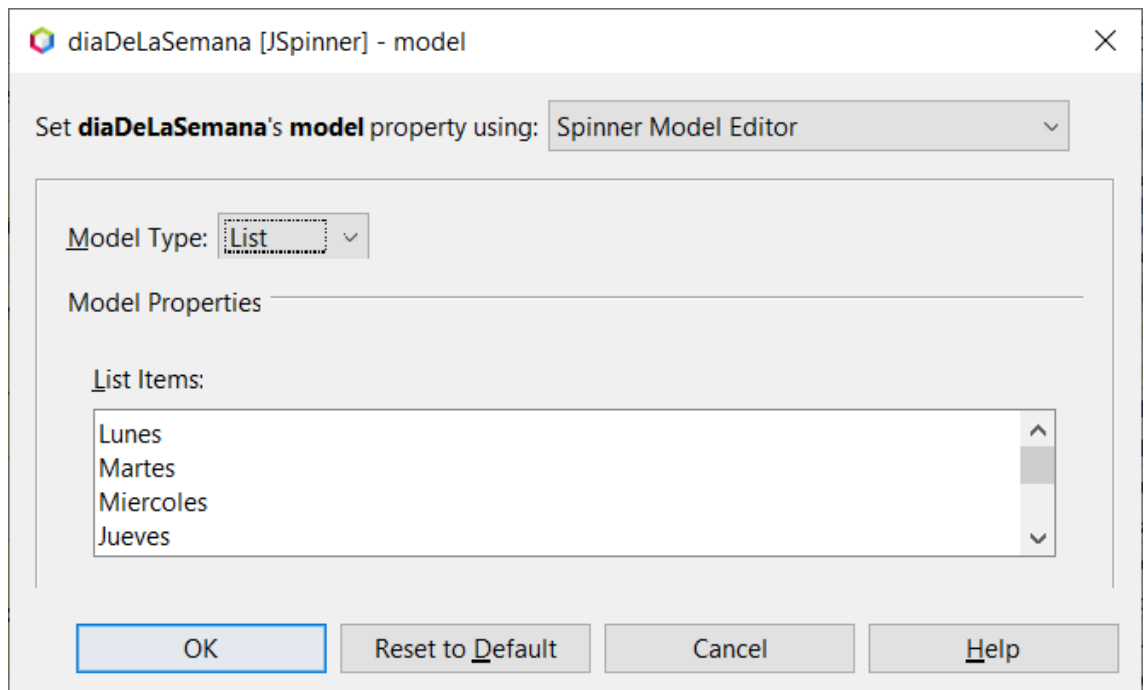 diaDeLaSemana [JSpinner] - model
Set diaDeLaSemana's model property using: Spinner Model Editor
Model Type: List
Model Properties
List Items:
Lunes
Martes
Miercoles
Jueves
OK Reset to Default Cancel Help